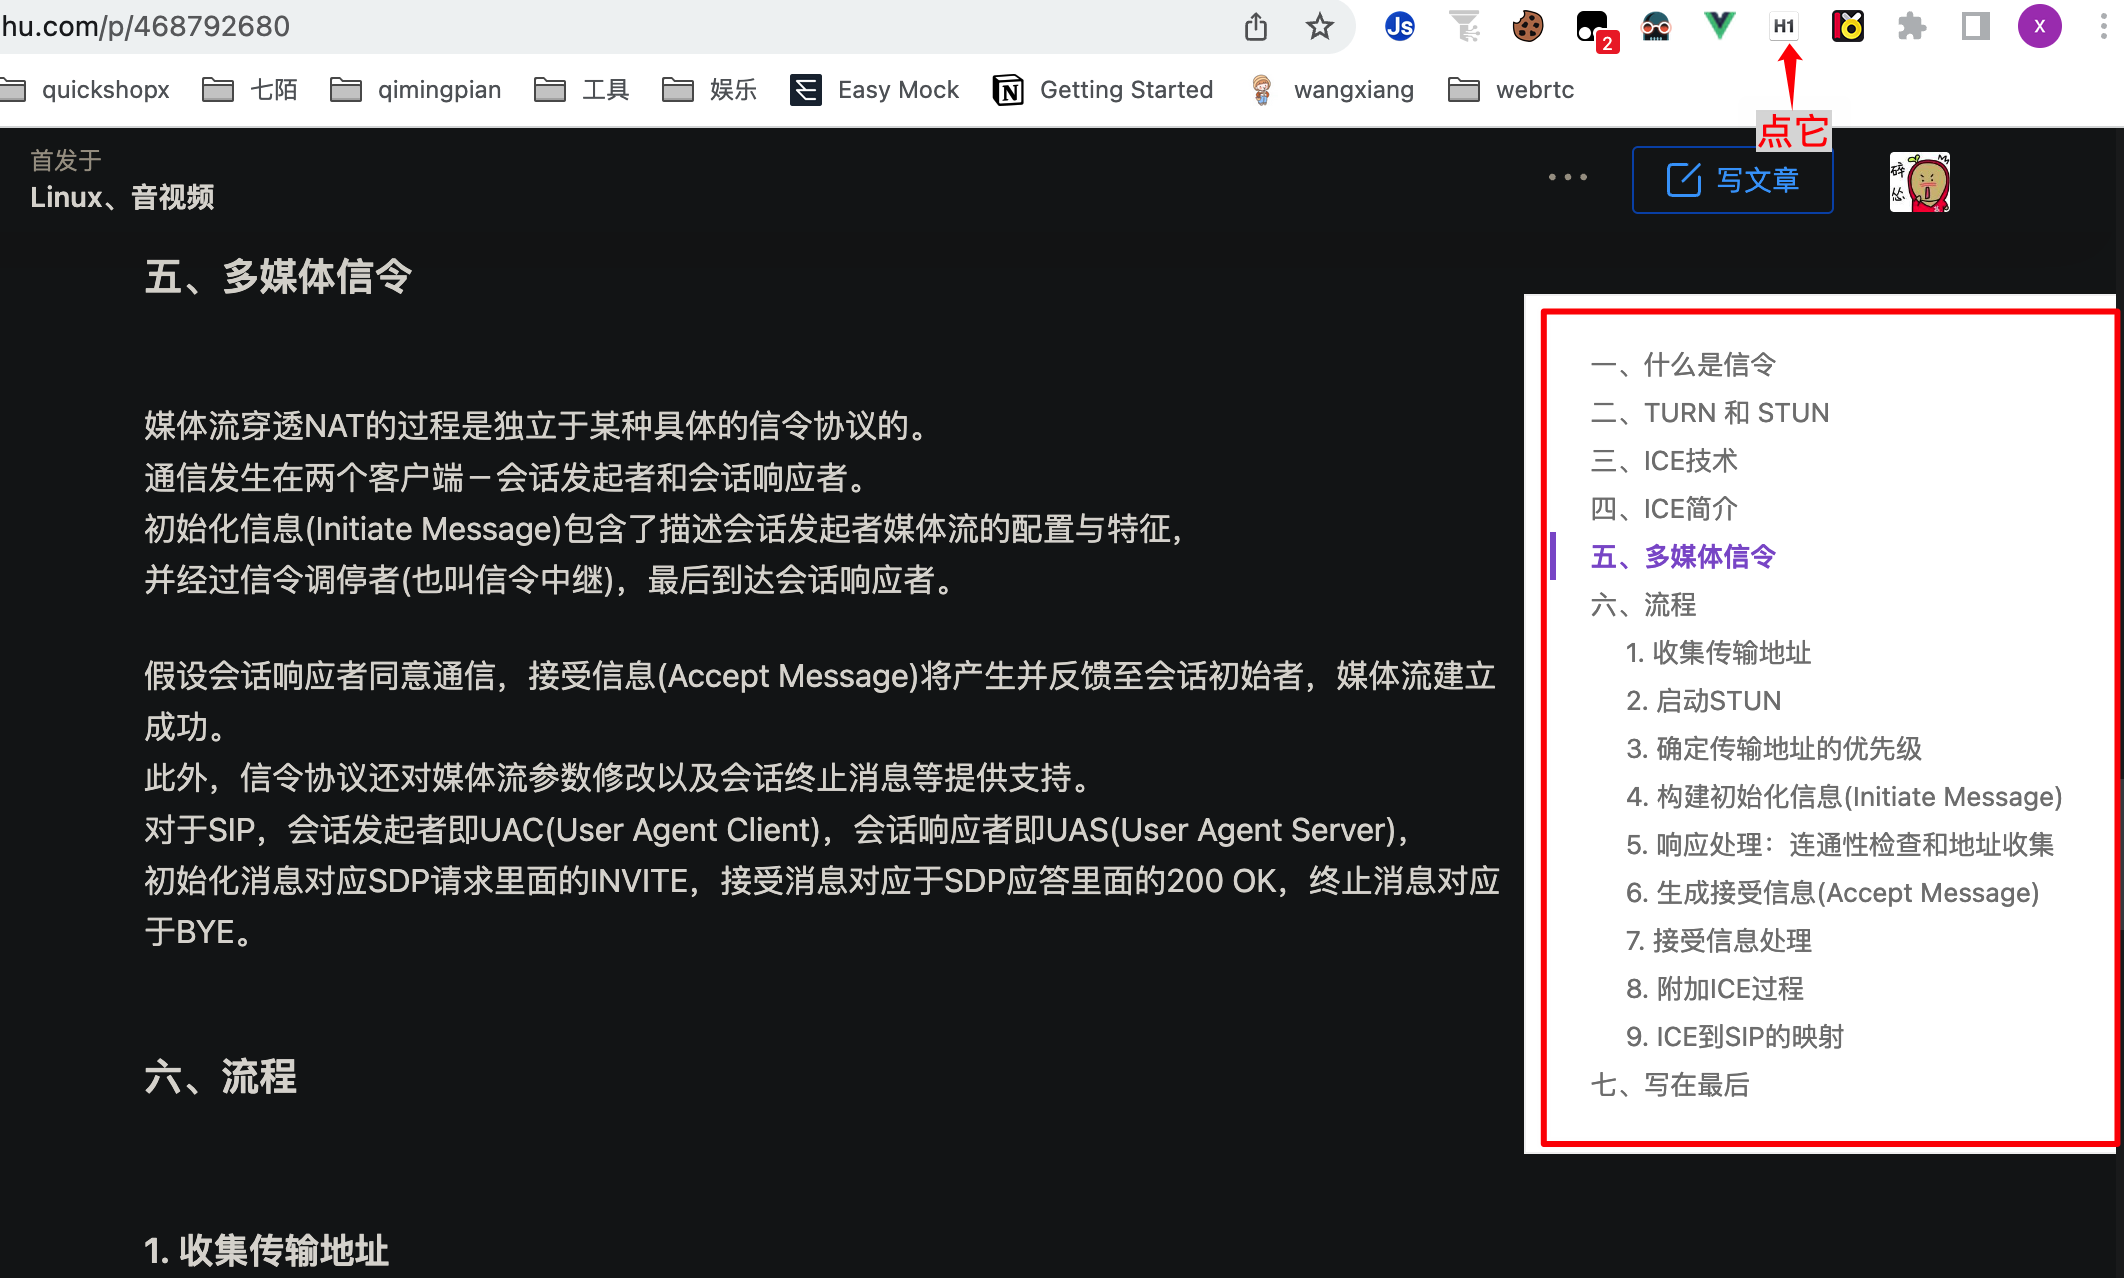 hu.com/p/468792680
JS
2
H1
X
quickshopx
七陌
qimingpian
工具
娱乐
Easy Mock
Getting Started
wangxiang
webrtc
点它
首发于
Linux、音视频
写文章
碎
怂
五、多媒体信令
媒体流穿透NAT的过程是独立于某种具体的信令协议的。
通信发生在两个客户端－会话发起者和会话响应者。
初始化信息(Initiate Message)包含了描述会话发起者媒体流的配置与特征，
并经过信令调停者(也叫信令中继)，最后到达会话响应者。
假设会话响应者同意通信，接受信息(Accept Message)将产生并反馈至会话初始者，媒体流建立
成功。
此外，信令协议还对媒体流参数修改以及会话终止消息等提供支持。
对于SIP，会话发起者即UAC(User Agent Client)，会话响应者即UAS(User Agent Server)，
初始化消息对应SDP请求里面的INVITE，接受消息对应于SDP应答里面的200 OK，终止消息对应
于BYE。
六、流程
1. 收集传输地址
一、什么是信令
二、TURN 和 STUN
三、ICE技术
四、ICE简介
五、多媒体信令
六、流程
1. 收集传输地址
2. 启动STUN
3. 确定传输地址的优先级
4. 构建初始化信息(Initiate Message)
5. 响应处理：连通性检查和地址收集
6. 生成接受信息(Accept Message)
7. 接受信息处理
8. 附加ICE过程
9. ICE到SIP的映射
七、写在最后